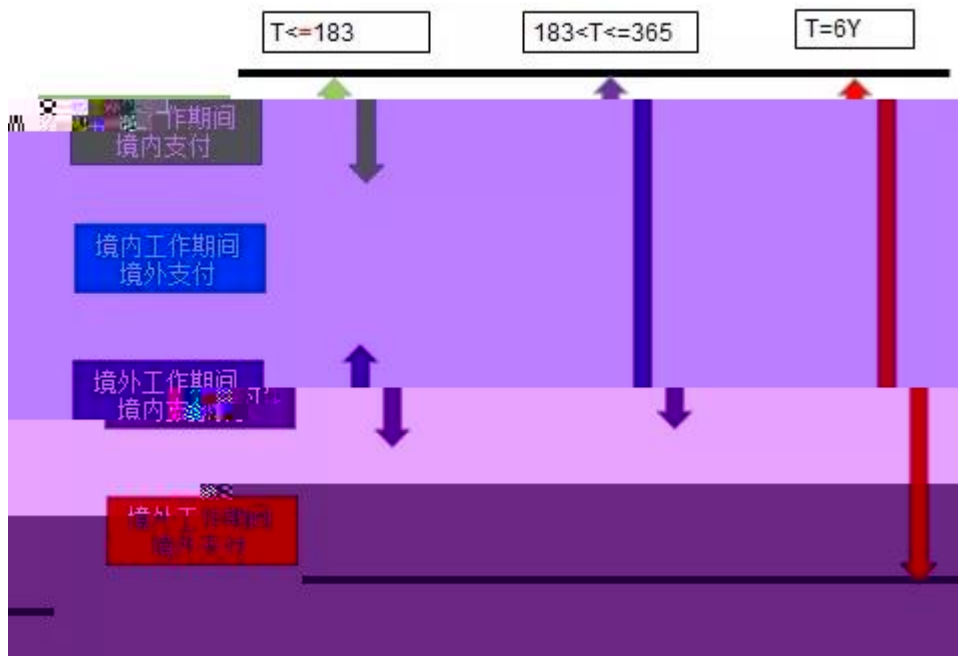 T<=183
183<T<=365
T=6Y
作期间
境内支付
境内工作期间
境外支付
境外工作期间
境内支
境外工